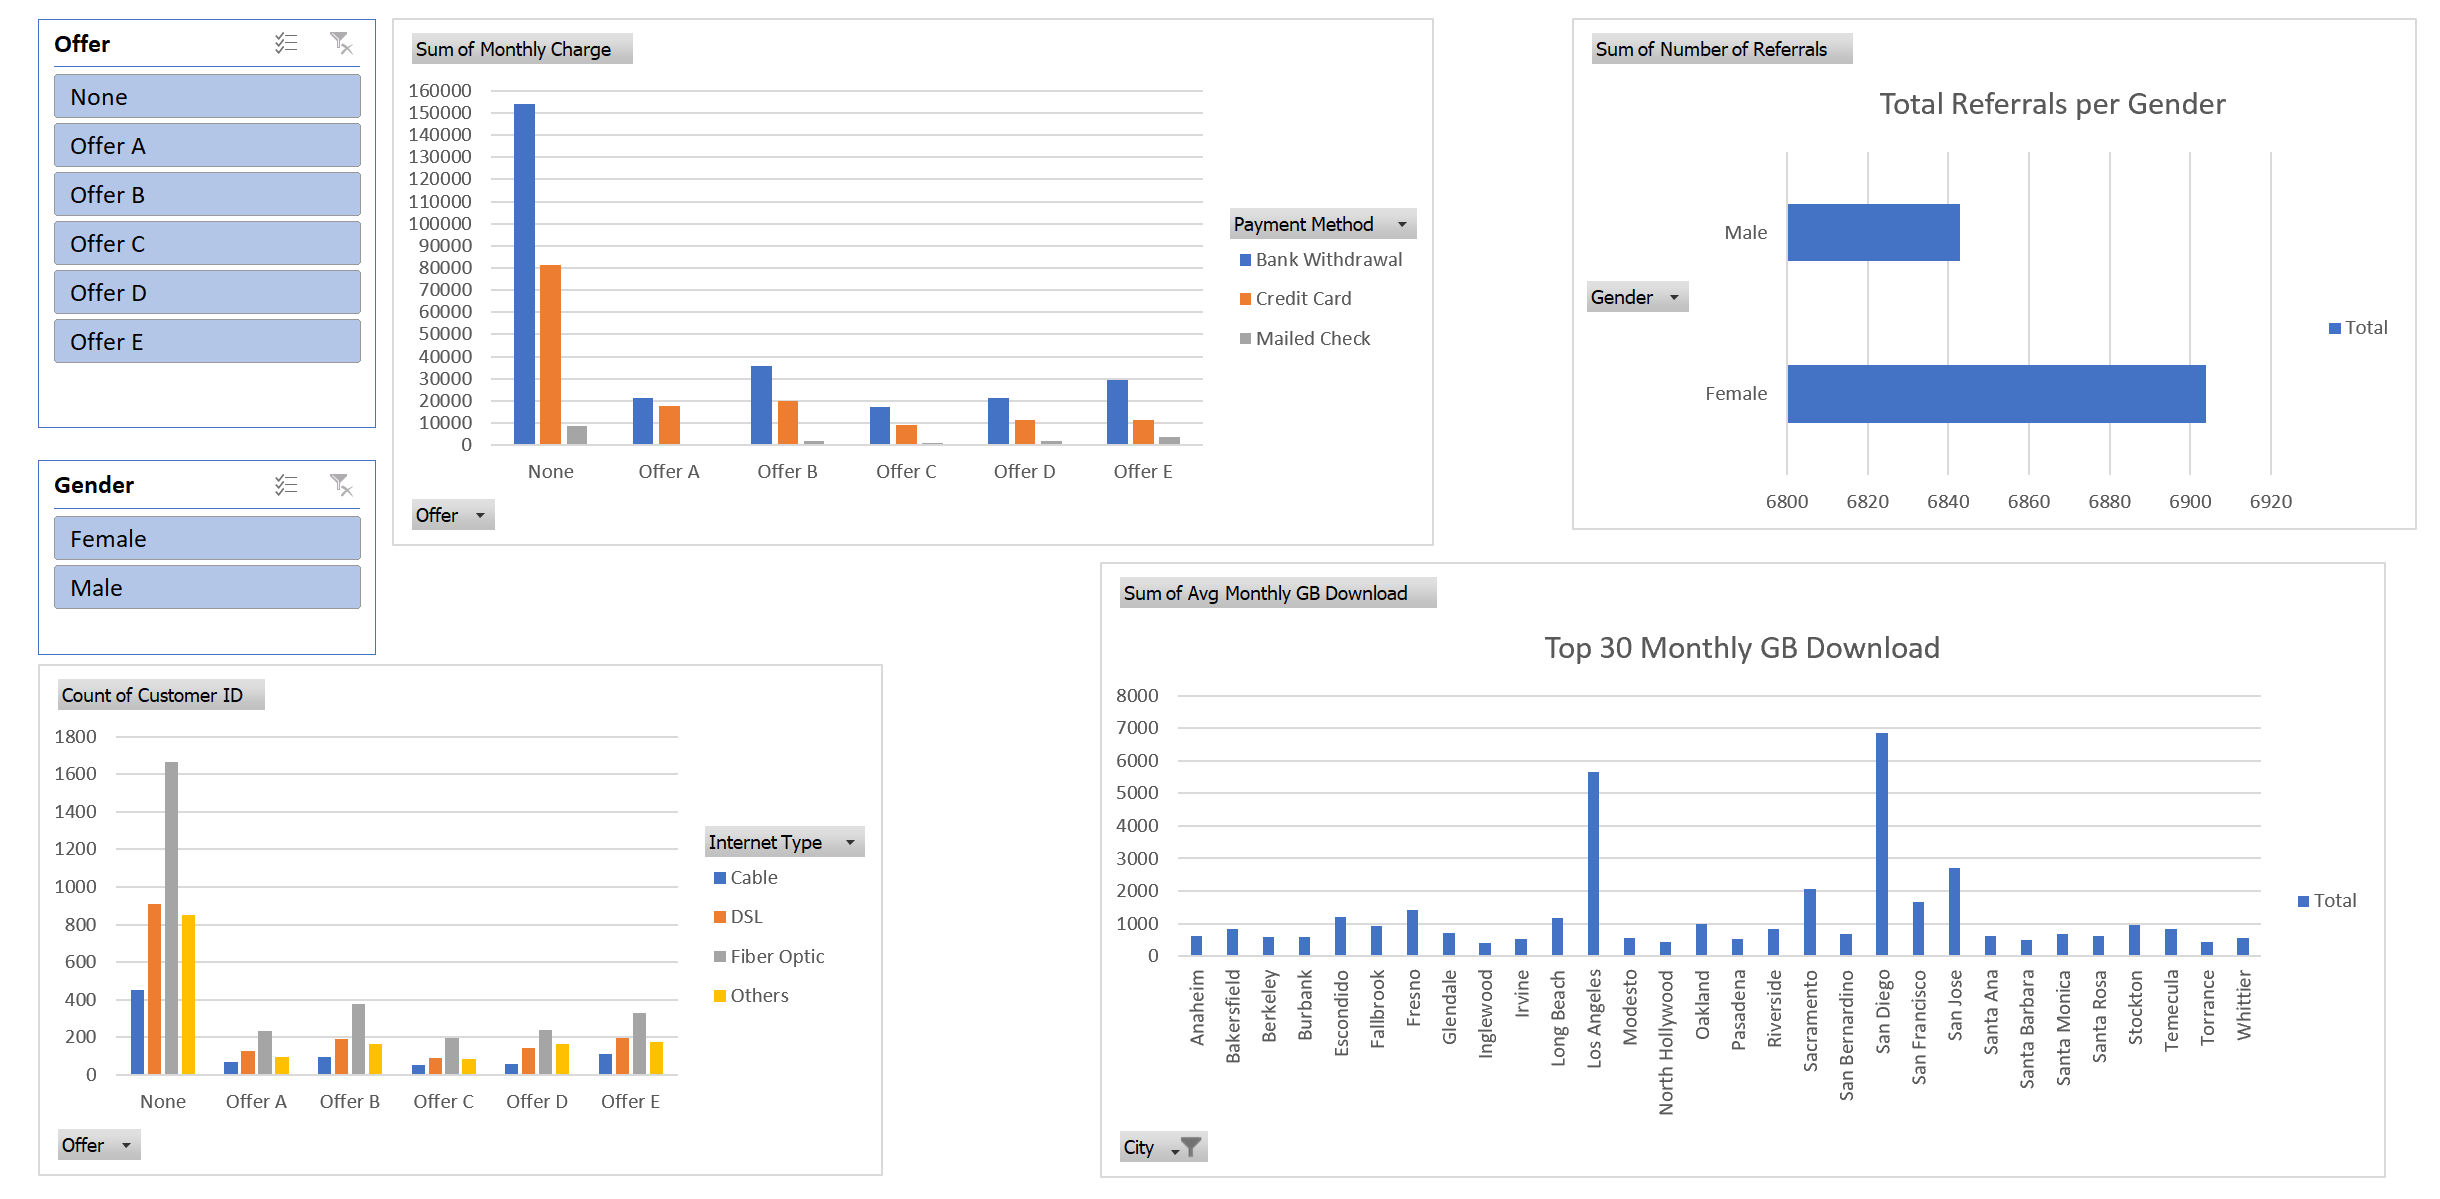 Offer
None
Offer A
Offer B
Offer C
Offer D
Offer E
Gender
Female
Male
Sum of Monthly Charge
160000
150000
140000
130000
120000
110000
100000
90000
80000
70000
60000
50000
40000
30000
20000
10000
0
None Offer A Offer B Offer C Offer D Offer E
Payment Method
Bank Withdrawal
Credit Card
Mailed Check
Offer
Sum of Number of Referrals
Total Referrals per Gender
Male
Gender
Female
Total
6800 6820 6840 6860 6880 6900 6920
Count of Customer ID
1800
1600
1400
1200
1000
800
600
400
200
0
None Offer A Offer B Offer C Offer D Offer E
Internet Type
Cable
DSL
Fiber Optic
Others
Offer
Sum of Avg Monthly GB Download
Top 30 Monthly GB Download
8000
7000
6000
5000
4000
3000
2000
1000
0
Anaheim
Bakersfield
Berkeley
Burbank
Escondido
Fallbrook
Fresno
Glendale
Inglewood
Irvine
Long Beach
Los Angeles
Modesto
North Hollywood
Oakland
Pasadena
Riverside
Sacramento
San Bernardino
San Diego
San Francisco
San Jose
Santa Ana
Santa Barbara
Santa Monica
Santa Rosa
Stockton
Temecula
Torrance
Whittier
Total
City